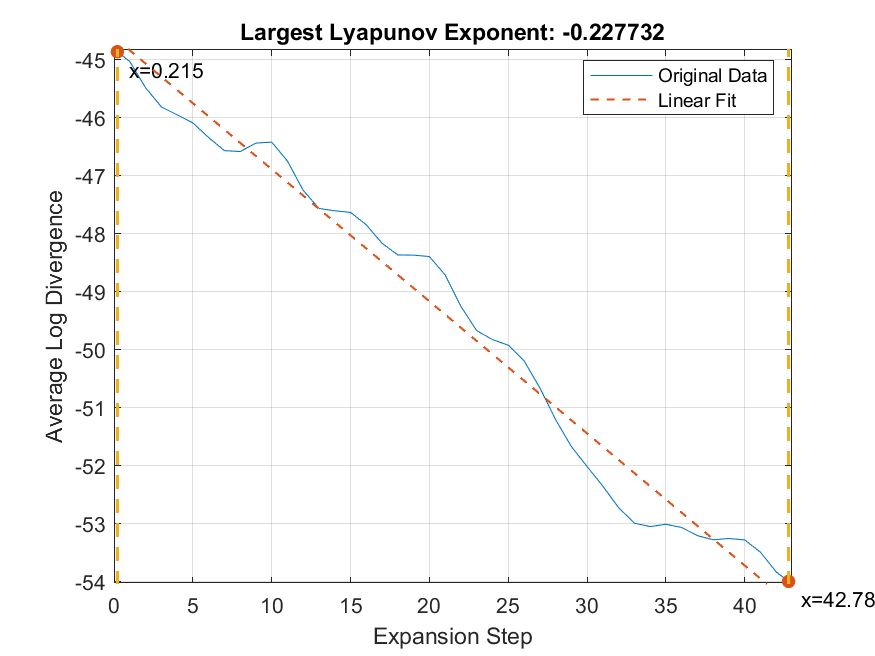 Largest Lyapunov Exponent: -0.227732
-45
x=0.215
Original Data
Linear Fit
-46
-47
-48
-49
-50
-51
-52
-53
-54
Average Log Divergence
0 5 10 15 20 25 30 35 40
x=42.78
Expansion Step